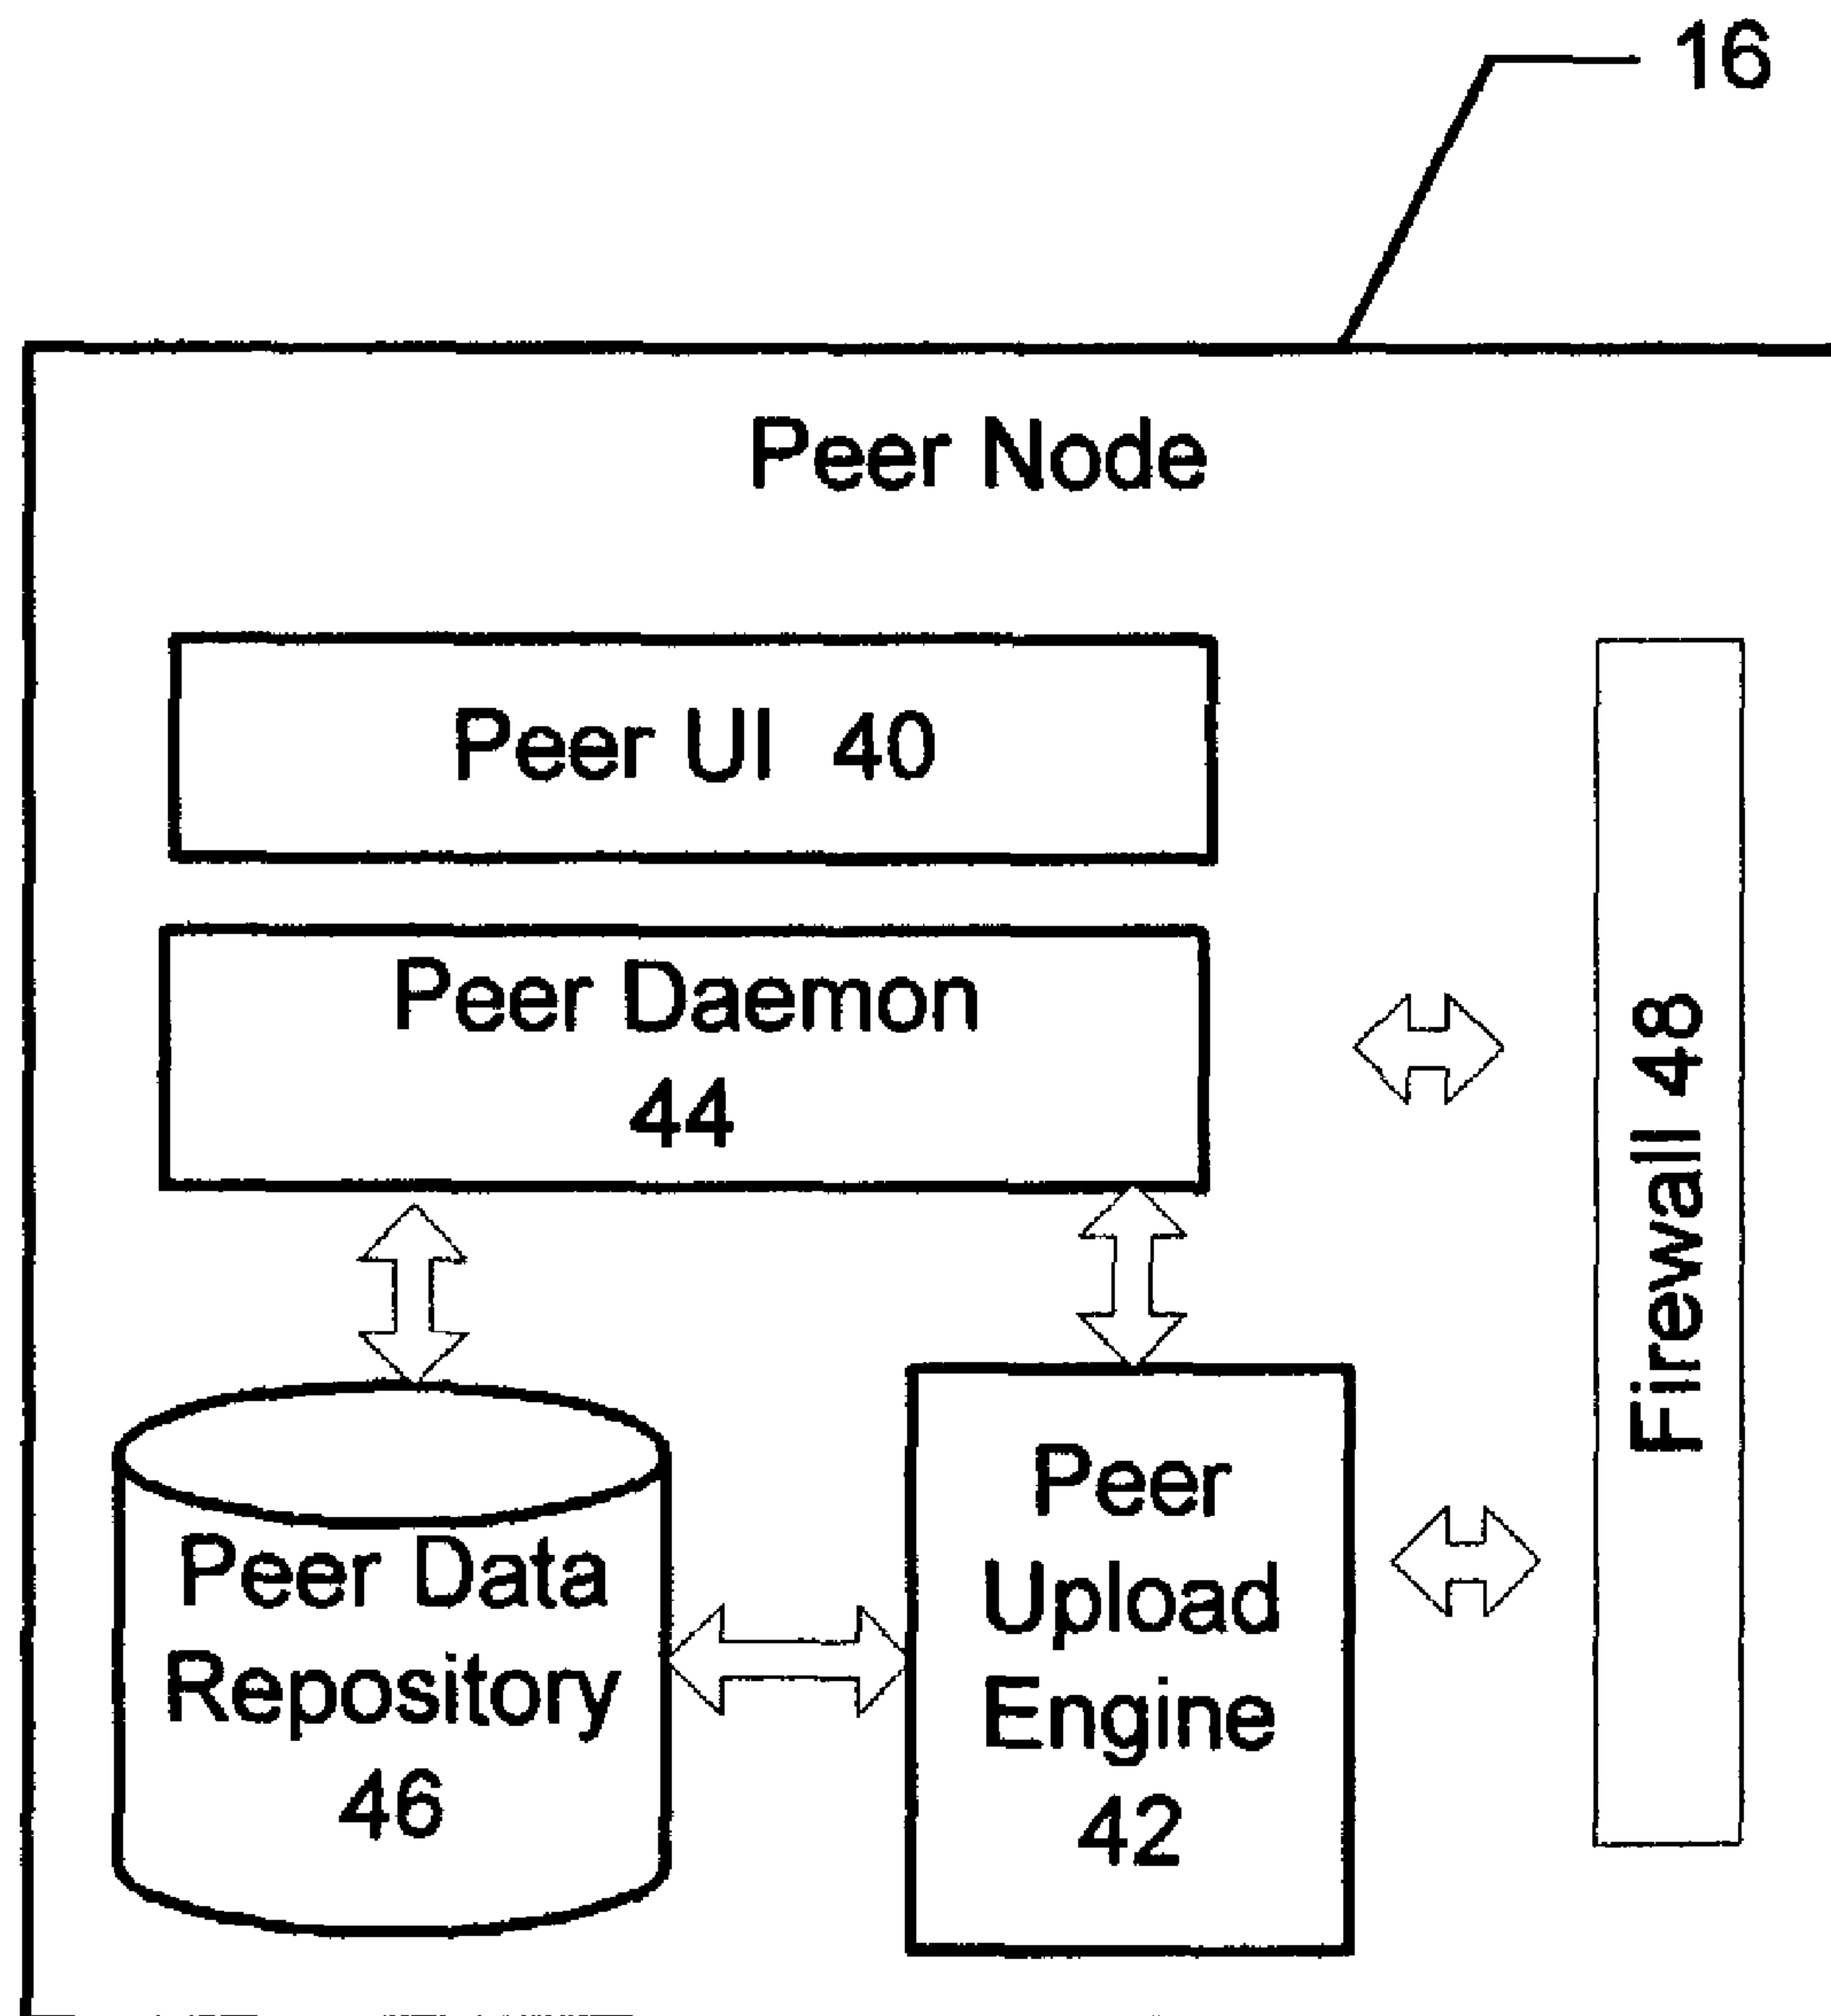 16
Peer Node
Peer UI 40
Peer Daemon
44
Firewall 48
Peer Data
Repository
46
Peer
Upload
Engine
42